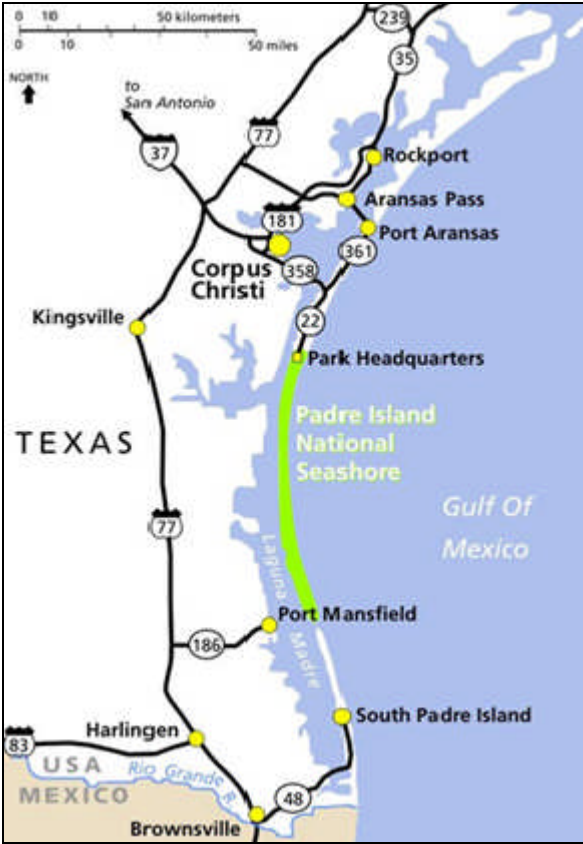 0 10 50 kilometers
0 10 50 miles
NORTH
239
35
to
San Antonio
37
77
Rockport
Aransas Pass
181
Port Aransas
361
Corpus
Christi
358
Kingsville
22
Park Headquarters
TEXAS
Padre Island
National
Seashore
Gulf Of
Mexico
77
Laguna Madre
Port Mansfield
186
South Padre Island
Harlingen
83
USA
Rio Grande R
MEXICO
48
Brownsville